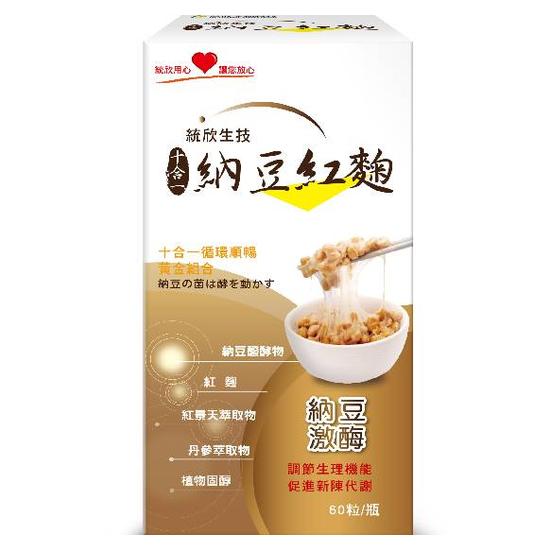 統欣用心 讓您放心
統欣生技
十合一
納豆紅麴
十合一循環順暢
黃金組合
納豆の菌は酵を動かす
納豆醱酵物
紅麴
紅景天萃取物
丹參萃取物
植物固醇
納豆
激酶
調節生理機能
促進新陳代謝
60粒/瓶